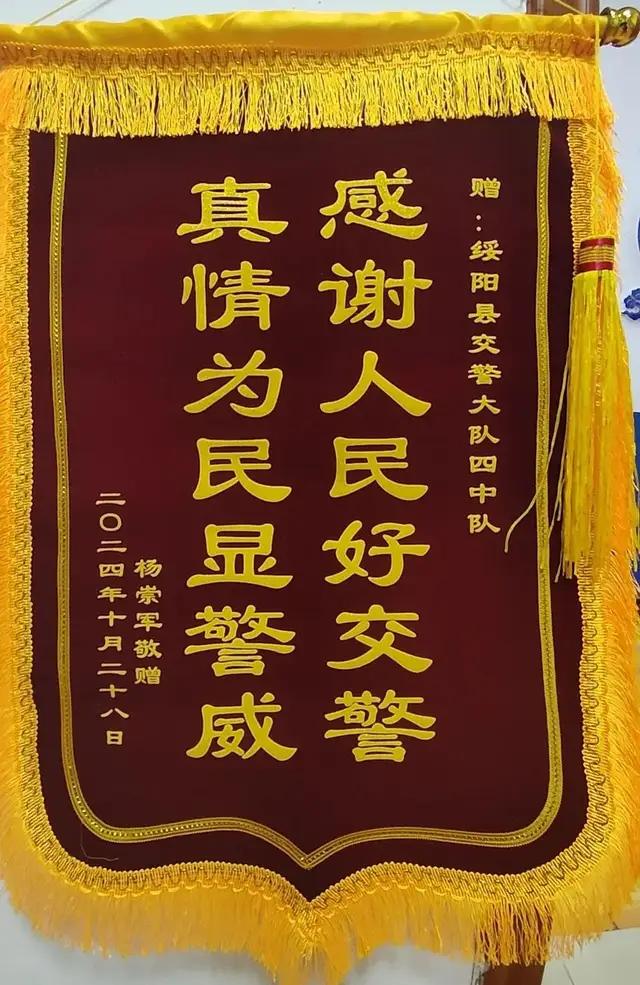 赠：绥阳县交警大队四中队
感谢人民好交警
真情为民显警威
杨崇军敬赠
二〇二四年十月二十八日